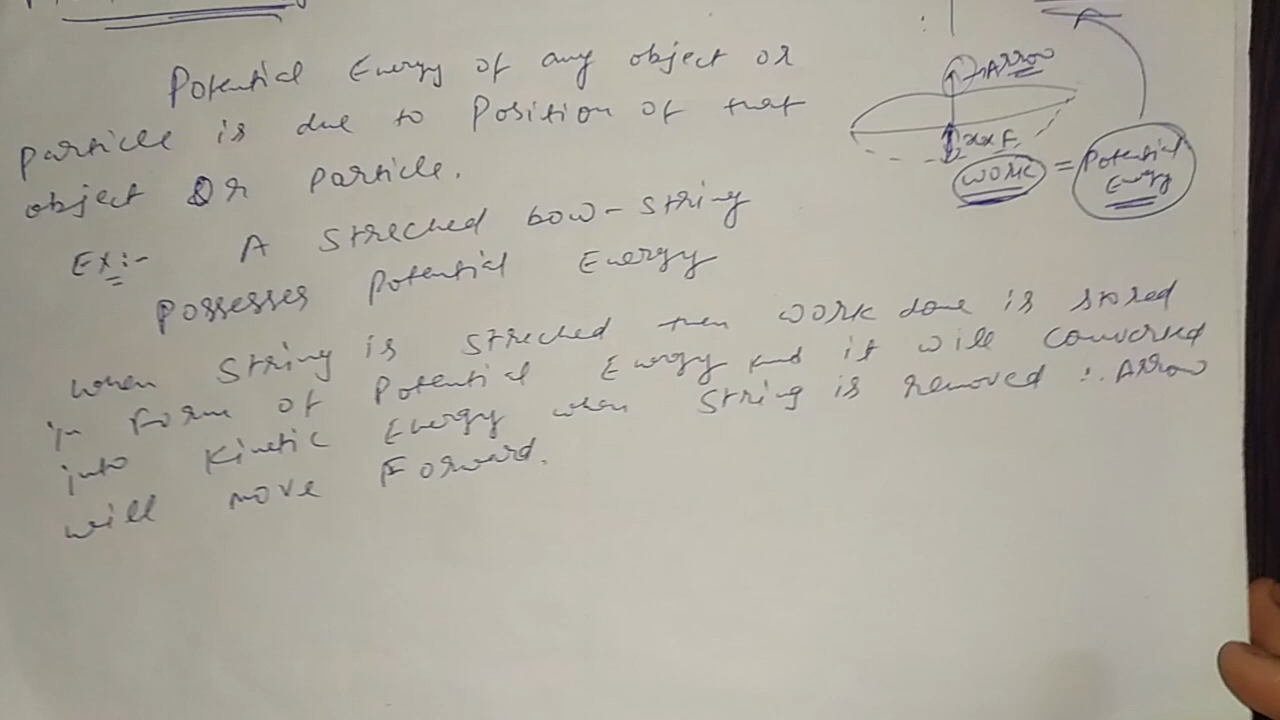 Potential Energy of any object or
particle is due to Position of that
object Or particle.
Ex:- A streched bow-string
Possesses Potential Energy
when string is streched then work done is stored
in form of Potential Energy and it will converted
into Kinetic Energy when string is removed ∴ Arrow
will move Forward.
Arrow
xx F.
work = Potential
Energy